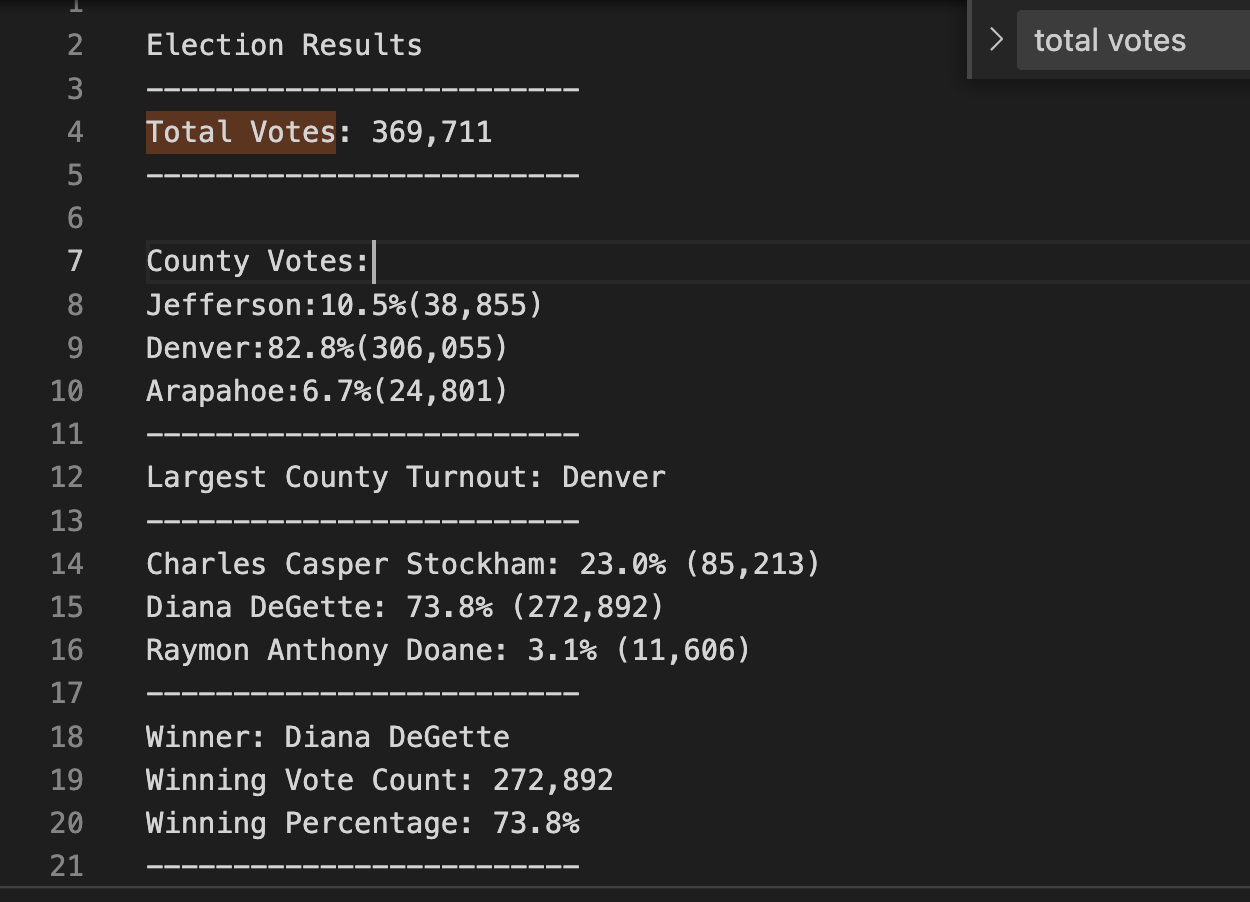 1
2 Election Results
3 -------------------------
4 Total Votes: 369,711
5 -------------------------
6
7 County Votes:
8 Jefferson:10.5%(38,855)
9 Denver:82.8%(306,055)
10 Arapahoe:6.7%(24,801)
11 -------------------------
12 Largest County Turnout: Denver
13 -------------------------
14 Charles Casper Stockham: 23.0% (85,213)
15 Diana DeGette: 73.8% (272,892)
16 Raymon Anthony Doane: 3.1% (11,606)
17 -------------------------
18 Winner: Diana DeGette
19 Winning Vote Count: 272,892
20 Winning Percentage: 73.8%
21 -------------------------
total votes